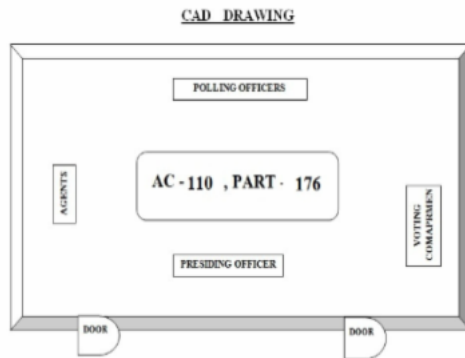 CAD DRAWING
POLLING OFFICERS
AGENTS
AC - 110 , PART - 176
VOTING
COMAPRMEN
PRESIDING OFFICER
DOOR
DOOR